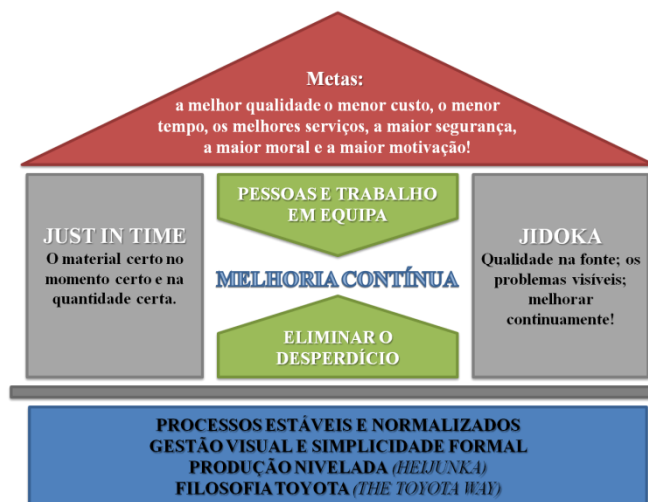 Metas:
a melhor qualidade o menor custo, o menor
tempo, os melhores serviços, a maior segurança,
a maior moral e a maior motivação!
JUST IN TIME
O material certo no
momento certo e na
quantidade certa.
PESSOAS E TRABALHO
EM EQUIPA
MELHORIA CONTÍNUA
ELIMINAR O
DESPERDÍCIO
JIDOKA
Qualidade na fonte; os
problemas visíveis;
melhorar
continuamente!
PROCESSOS ESTÁVEIS E NORMALIZADOS
GESTÃO VISUAL E SIMPLICIDADE FORMAL
PRODUÇÃO NIVELADA (HEIJUNKA)
FILOSOFIA TOYOTA (THE TOYOTA WAY)